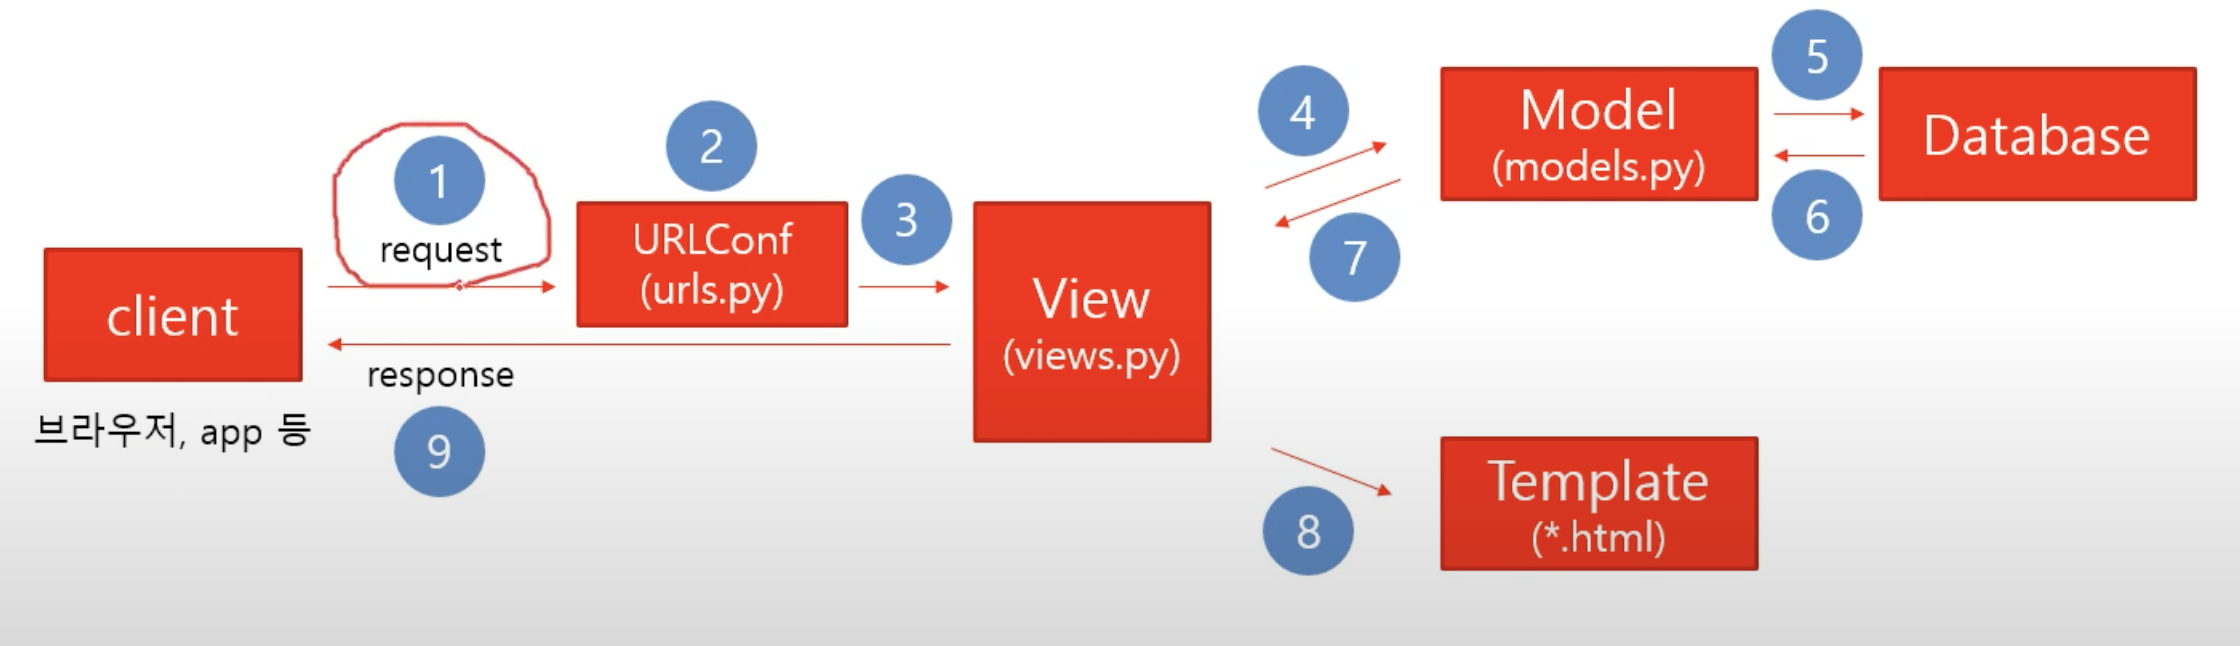 1
request
client
브라우저, app 등
response
9
2
URLConf
(urls.py)
3
View
(views.py)
4
7
Model
(models.py)
5
6
Database
8
Template
(*.html)